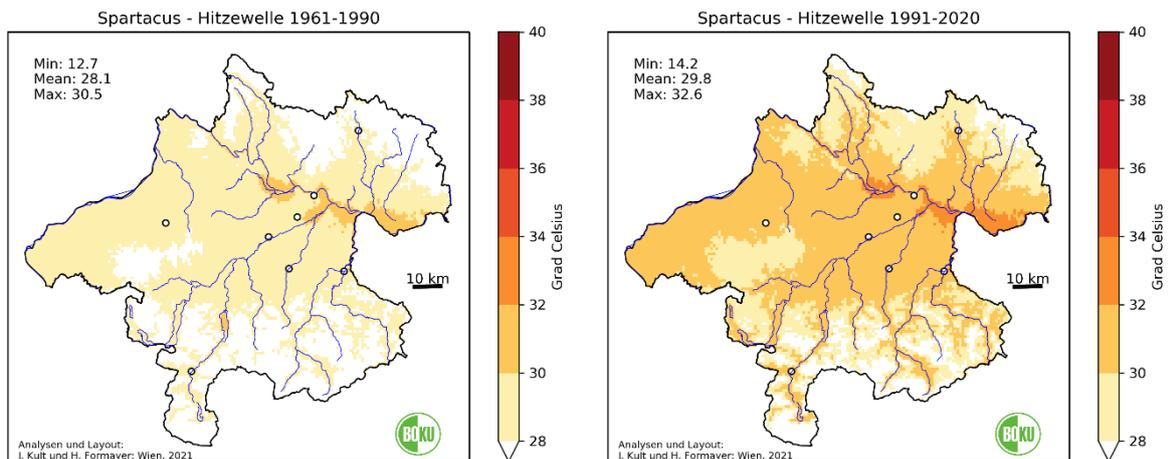 Spartacus - Hitzewelle 1961-1990
Min: 12.7
Mean: 28.1
Max: 30.5
10 km
BOKU
Analysen und Layout:
J. Kult und H. Formayer; Wien, 2021
40
38
36
34
32
30
28
Grad Celsius
Spartacus - Hitzewelle 1991-2020
Min: 14.2
Mean: 29.8
Max: 32.6
10 km
BOKU
Analysen und Layout:
J. Kult und H. Formayer; Wien, 2021
40
38
36
34
32
30
28
Grad Celsius